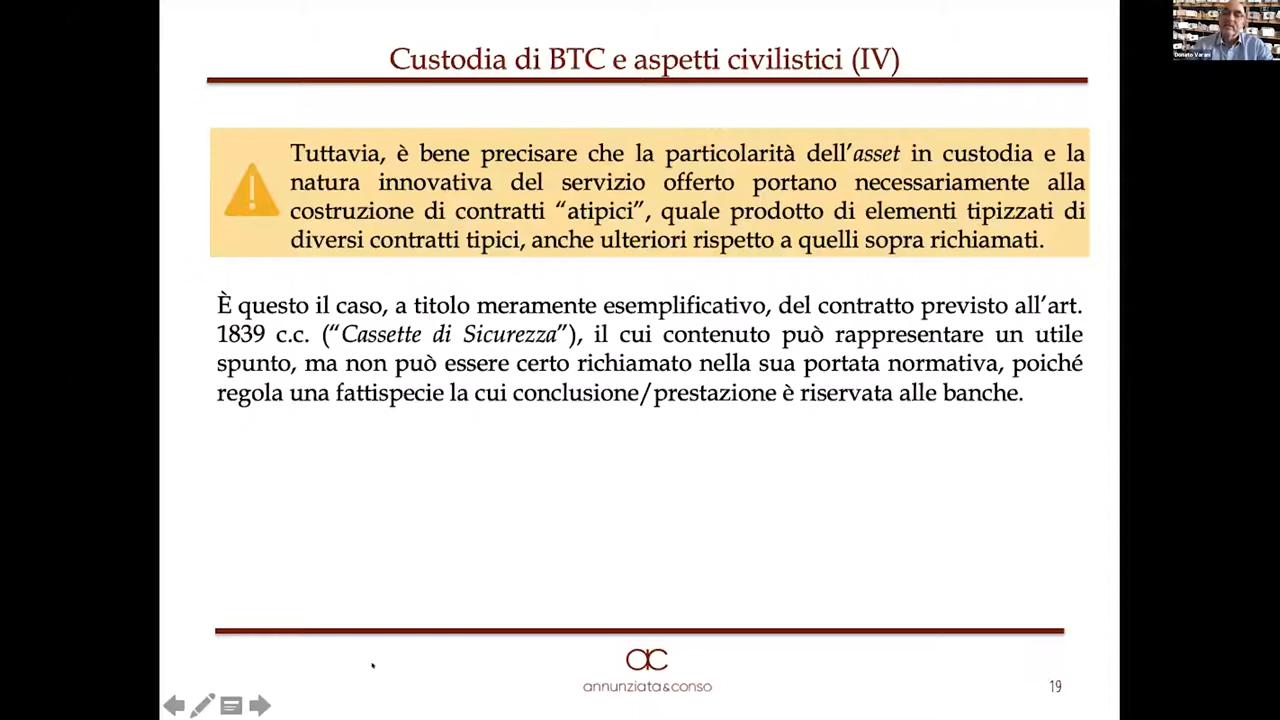 Custodia di BTC e aspetti civilistici (IV)
Donato Varani
Tuttavia, è bene precisare che la particolarità dell’asset in custodia e la
natura innovativa del servizio offerto portano necessariamente alla
costruzione di contratti “atipici”, quale prodotto di elementi tipizzati di
diversi contratti tipici, anche ulteriori rispetto a quelli sopra richiamati.
È questo il caso, a titolo meramente esemplificativo, del contratto previsto all’art.
1839 c.c. (“Cassette di Sicurezza”), il cui contenuto può rappresentare un utile
spunto, ma non può essere certo richiamato nella sua portata normativa, poiché
regola una fattispecie la cui conclusione/prestazione è riservata alle banche.
ac
annunziata&conso
19